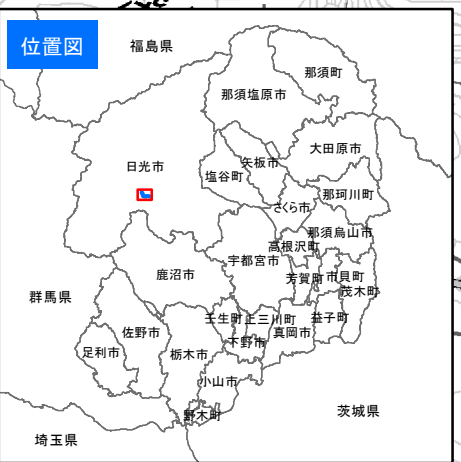 位置図
福島県
那須町
那須塩原市
大田原市
矢板市
日光市
塩谷町
那珂川町
さくら市
那須烏山市
高根沢町
宇都宮市
鹿沼市
芳賀町
市貝町
茂木町
群馬県
壬生町
上三川町
益子町
真岡市
佐野市
下野市
足利市
栃木市
小山市
野木町
茨城県
埼玉県